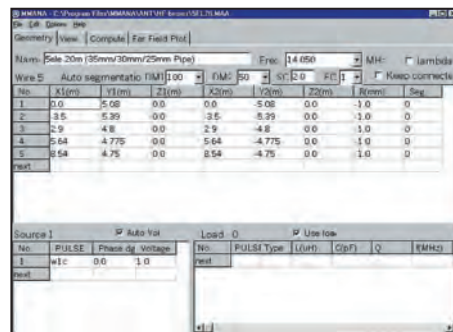 MMANA - C:\Program Files\MMANA\ANT\HF beams\5EL20.MAA
File Edit Options Help
Geometry View Compute Far Field Plot
Name 5ele 20m (35mm/30mm/25mm Pipe) Freq 14.050 MHz lambda
Wire 5 Auto segmentatio DM1 100 DM2 50 SC 2.0 EC 1 Keep connecte
No. X1(m) Y1(m) Z1(m) X2(m) Y2(m) Z2(m) R(mm) Seg.
1 0.0 5.08 0.0 0.0 -5.08 0.0 -1.0 0
2 -3.5 5.39 0.0 -3.5 -5.39 0.0 -1.0 0
3 2.9 4.8 0.0 2.9 -4.8 0.0 -1.0 0
4 5.64 4.775 0.0 5.64 -4.775 0.0 -1.0 0
5 8.54 4.75 0.0 8.54 -4.75 0.0 -1.0 0
next
Source 1 Auto Vol Load 0 Use loa
No. PULSE Phase dg. Voltage
1 w1c 0.0 1.0
next
No. PULSE Type L(uH) C(pF) Q f(MHz)
next